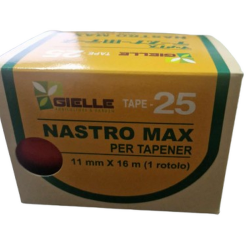 GIELLE
TAPE - 25
NASTRO MAX
PER TAPENER
11 mm X 16 m (1 rotolo)